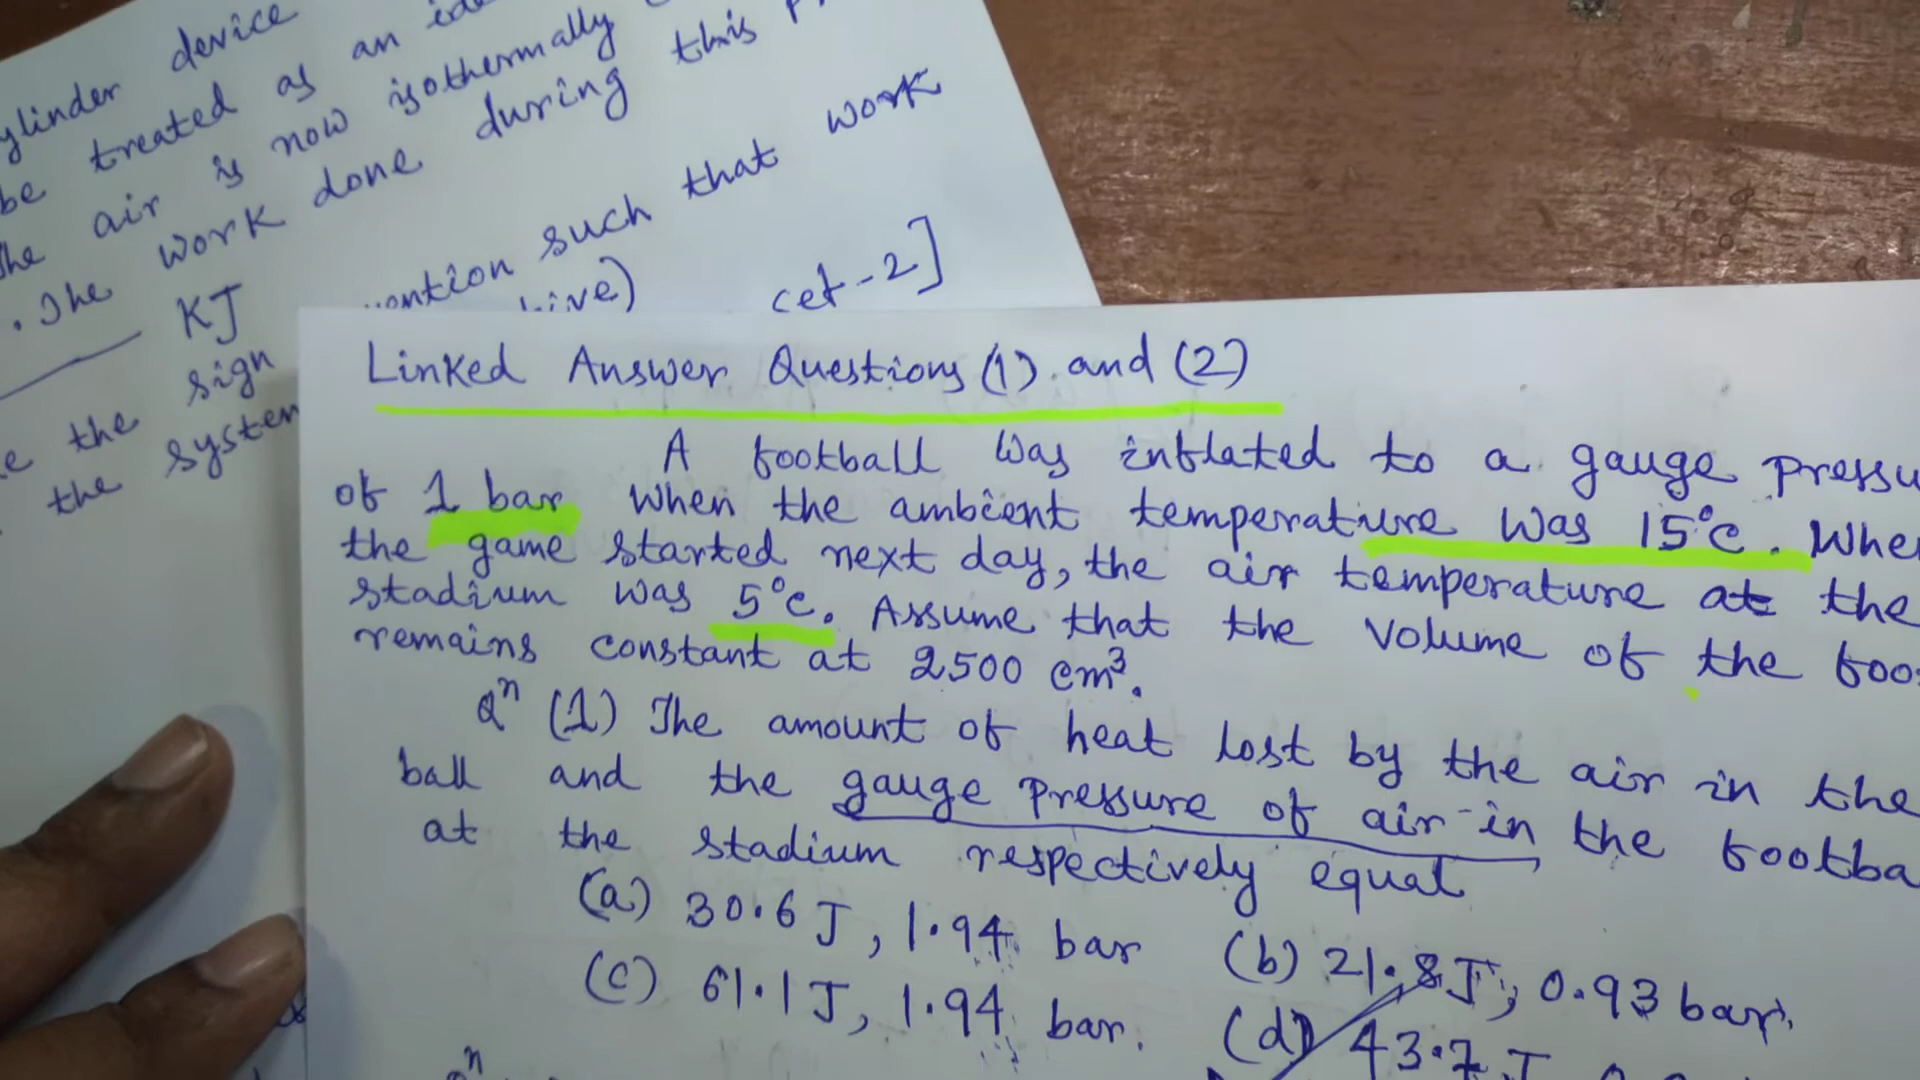 ylinder device
be treated as an
the air is now isothermally
. The work done during this
KJ
sign
such that work
e the
the system
cet-2]
Linked Answer Questions (1) and (2)
A football was inflated to a gauge pressu
of 1 bar when the ambient temperature was 15°c. Whe
the game started next day, the air temperature at the
stadium was 5°c. Assume that the volume of the foo
remains constant at 2500 cm³.
Qⁿ (1) The amount of heat lost by the air in the
ball and the gauge pressure of air in the footba
at the stadium respectively equal
(a) 30.6 J, 1.94 bar (b) 21.8 J, 0.93 bar.
(c) 61.1 J, 1.94 bar. (d) 43.7 J